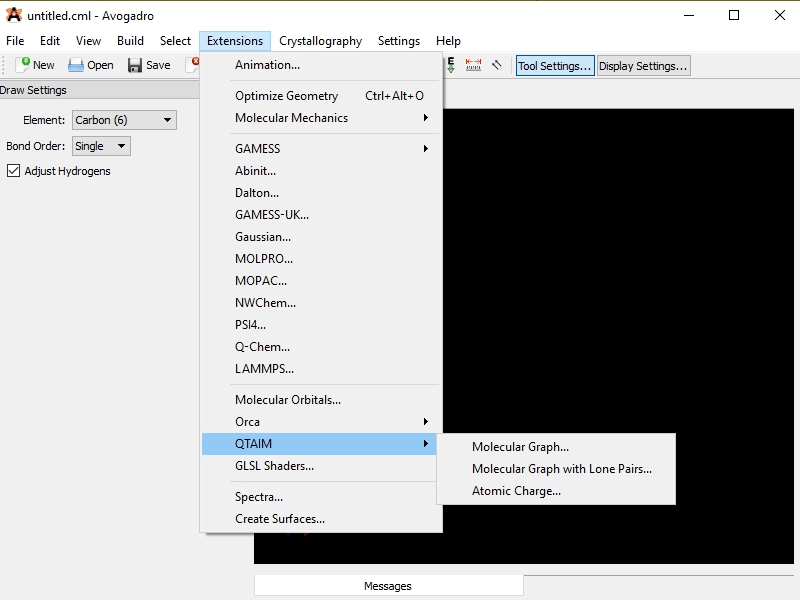 untitled.cml - Avogadro
File Edit View Build Select Extensions Crystallography Settings Help
New Open Save E Tool Settings... Display Settings...
Draw Settings
Element: Carbon (6)
Bond Order: Single
Adjust Hydrogens
Animation...
Optimize Geometry Ctrl+Alt+O
Molecular Mechanics
GAMESS
Abinit...
Dalton...
GAMESS-UK...
Gaussian...
MOLPRO...
MOPAC...
NWChem...
PSI4...
Q-Chem...
LAMMPS...
Molecular Orbitals...
Orca
QTAIM
GLSL Shaders...
Spectra...
Create Surfaces...
Molecular Graph...
Molecular Graph with Lone Pairs...
Atomic Charge...
Messages